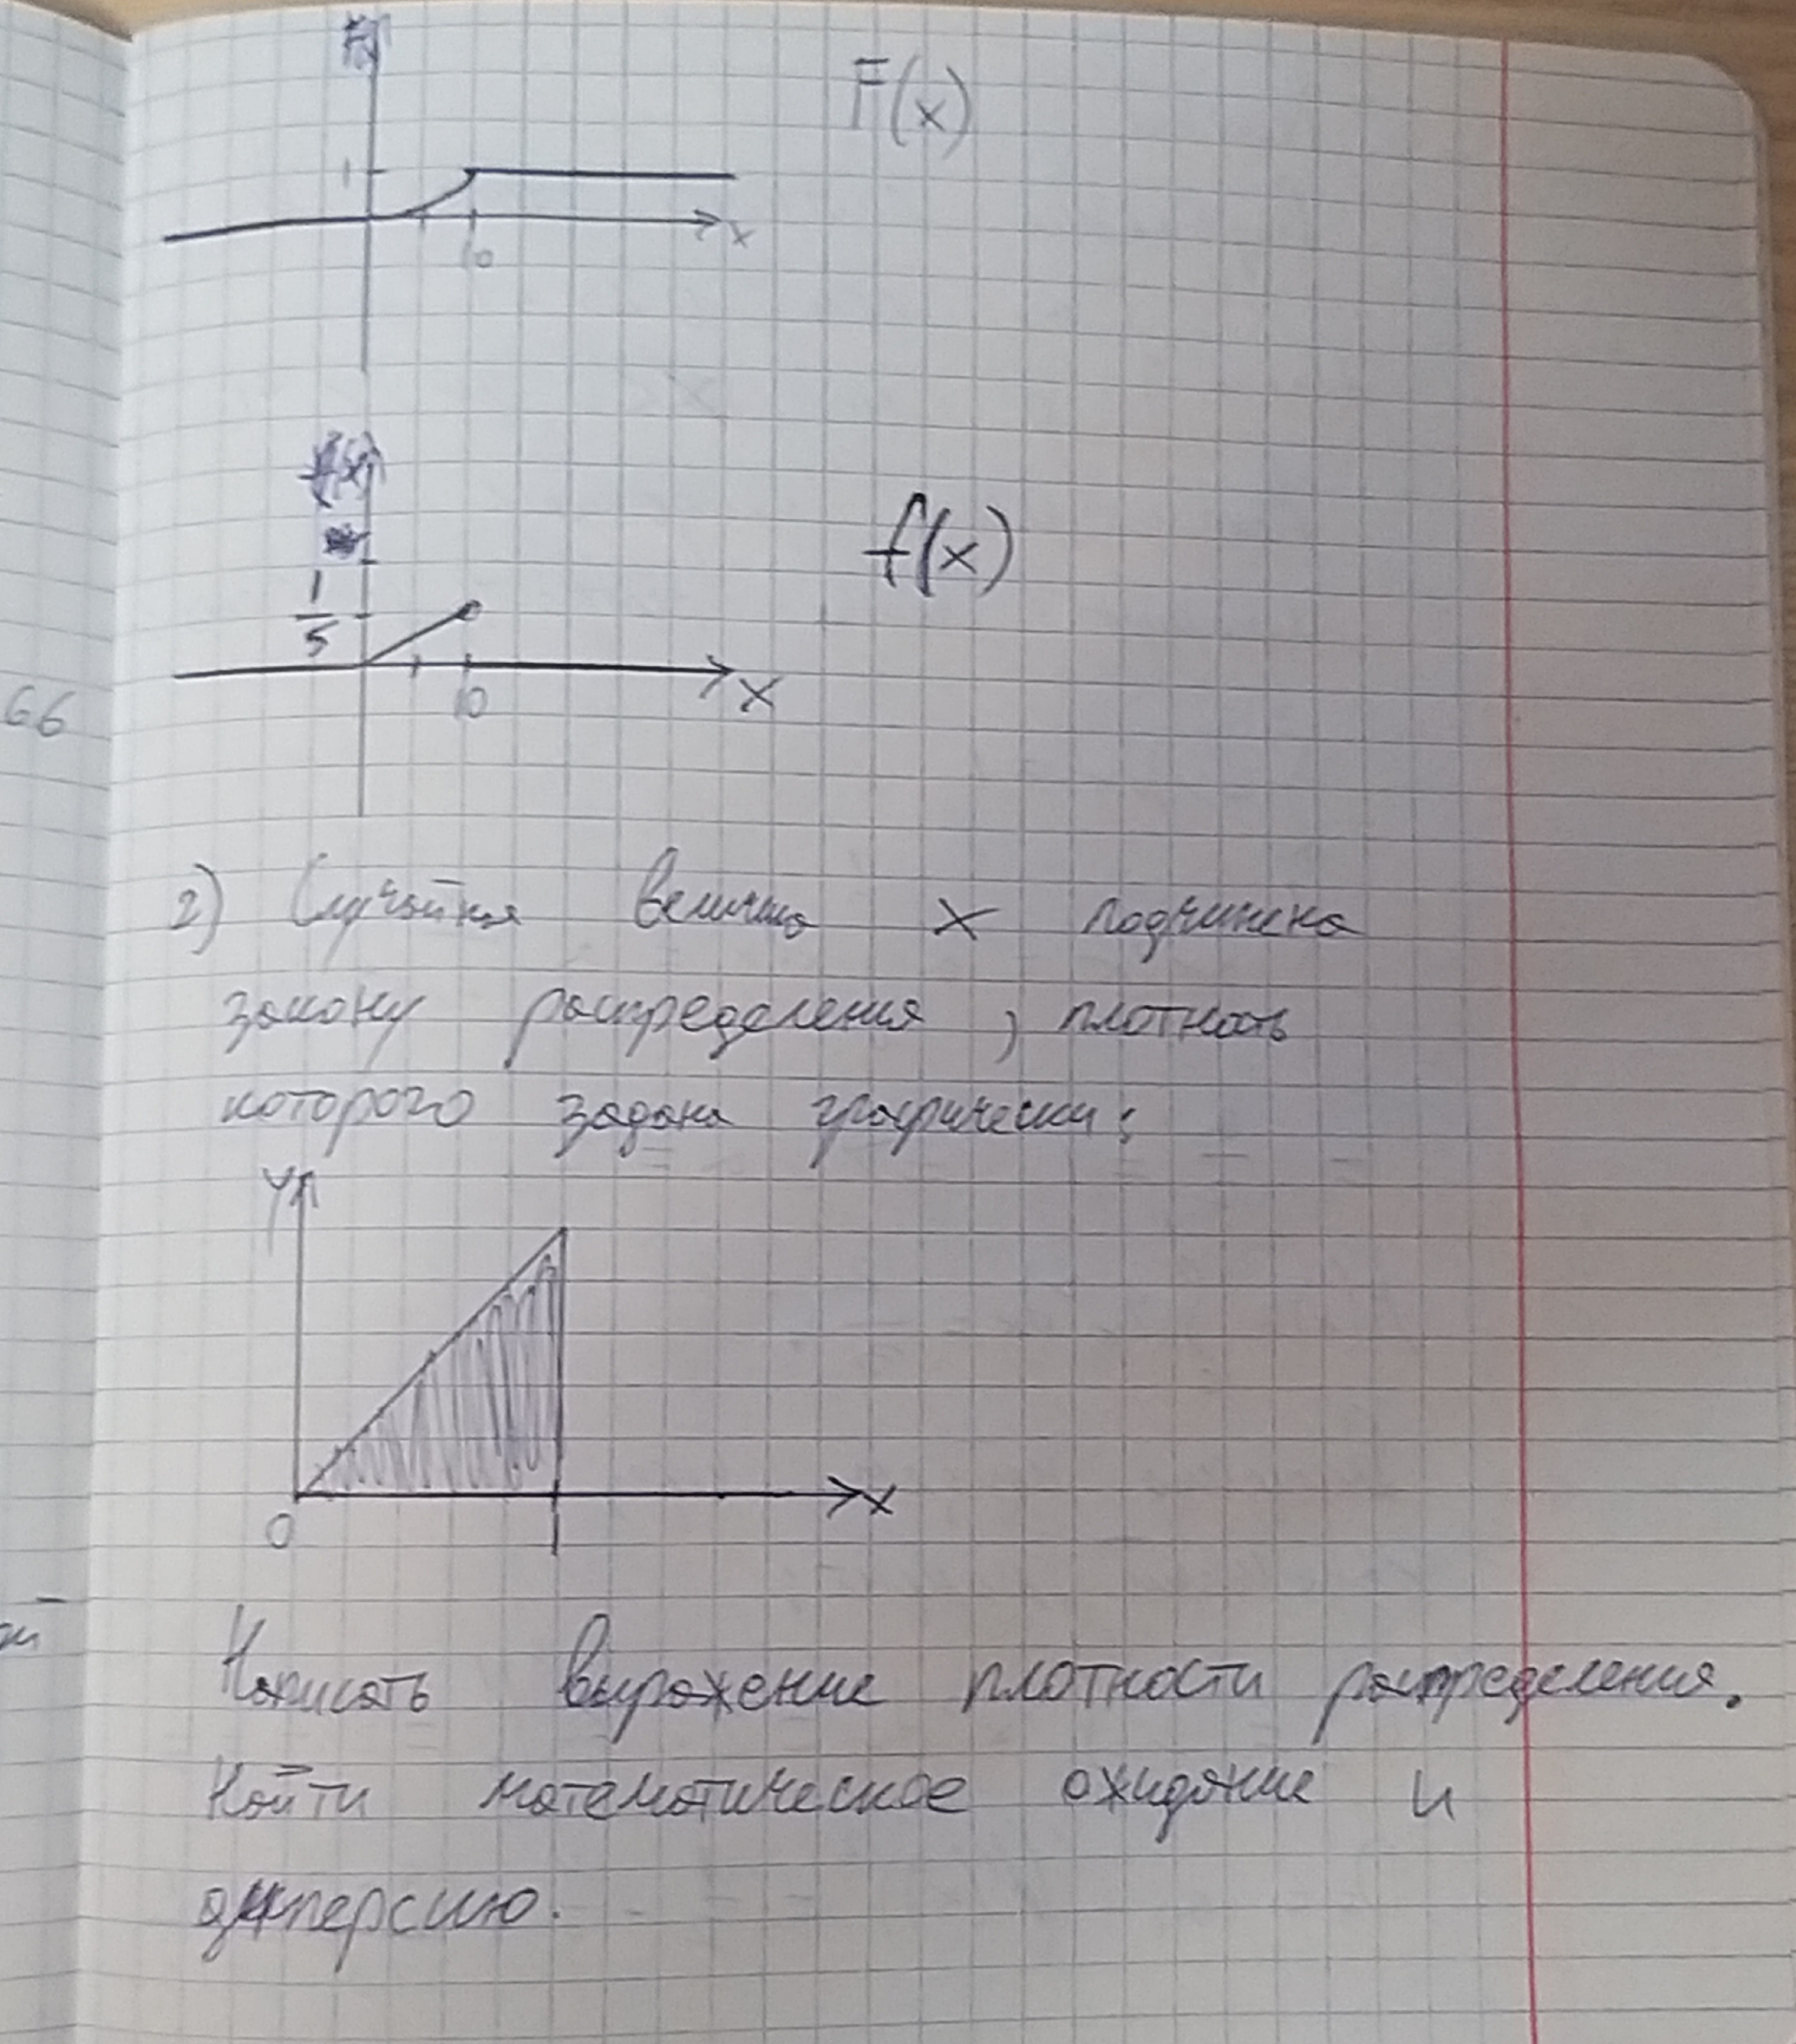 F(x)
1
x
10
f(x)
f(x)
1
5
10
x
66
2) Случайная величина X подчинена
закону распределения, плотность
которого задана графически:
y
x
0
1
Написать выражение плотности распределения.
Найти математическое ожидание и
дисперсию.